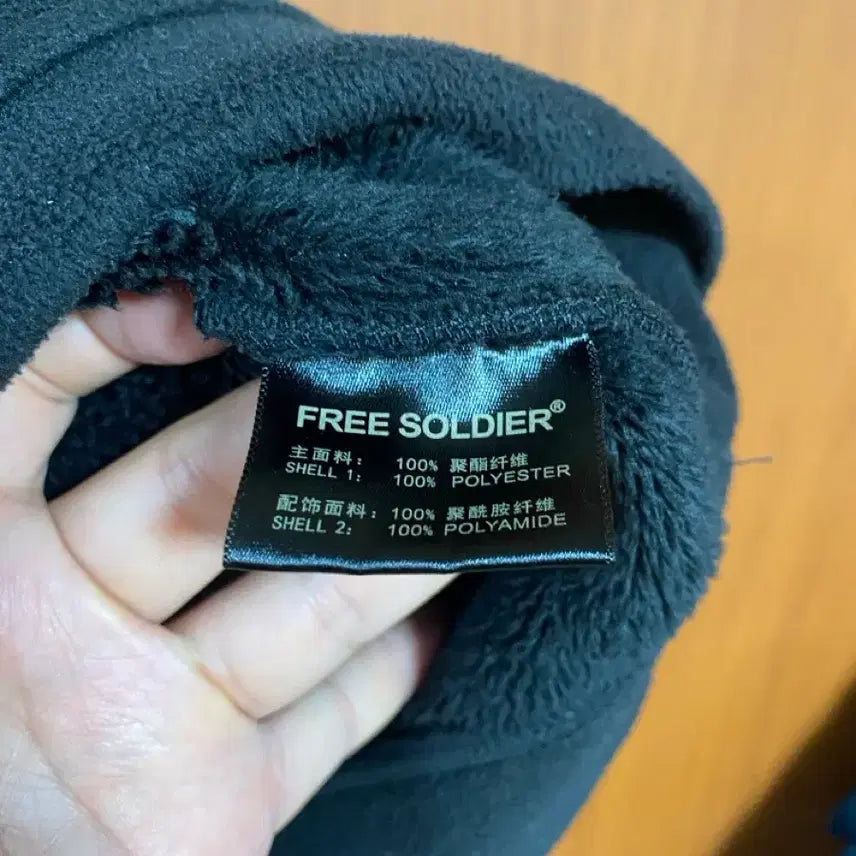 FREE SOLDIER®
主面料： 100% 聚酯纤维
SHELL 1: 100% POLYESTER
配饰面料：100% 聚酰胺纤维
SHELL 2: 100% POLYAMIDE